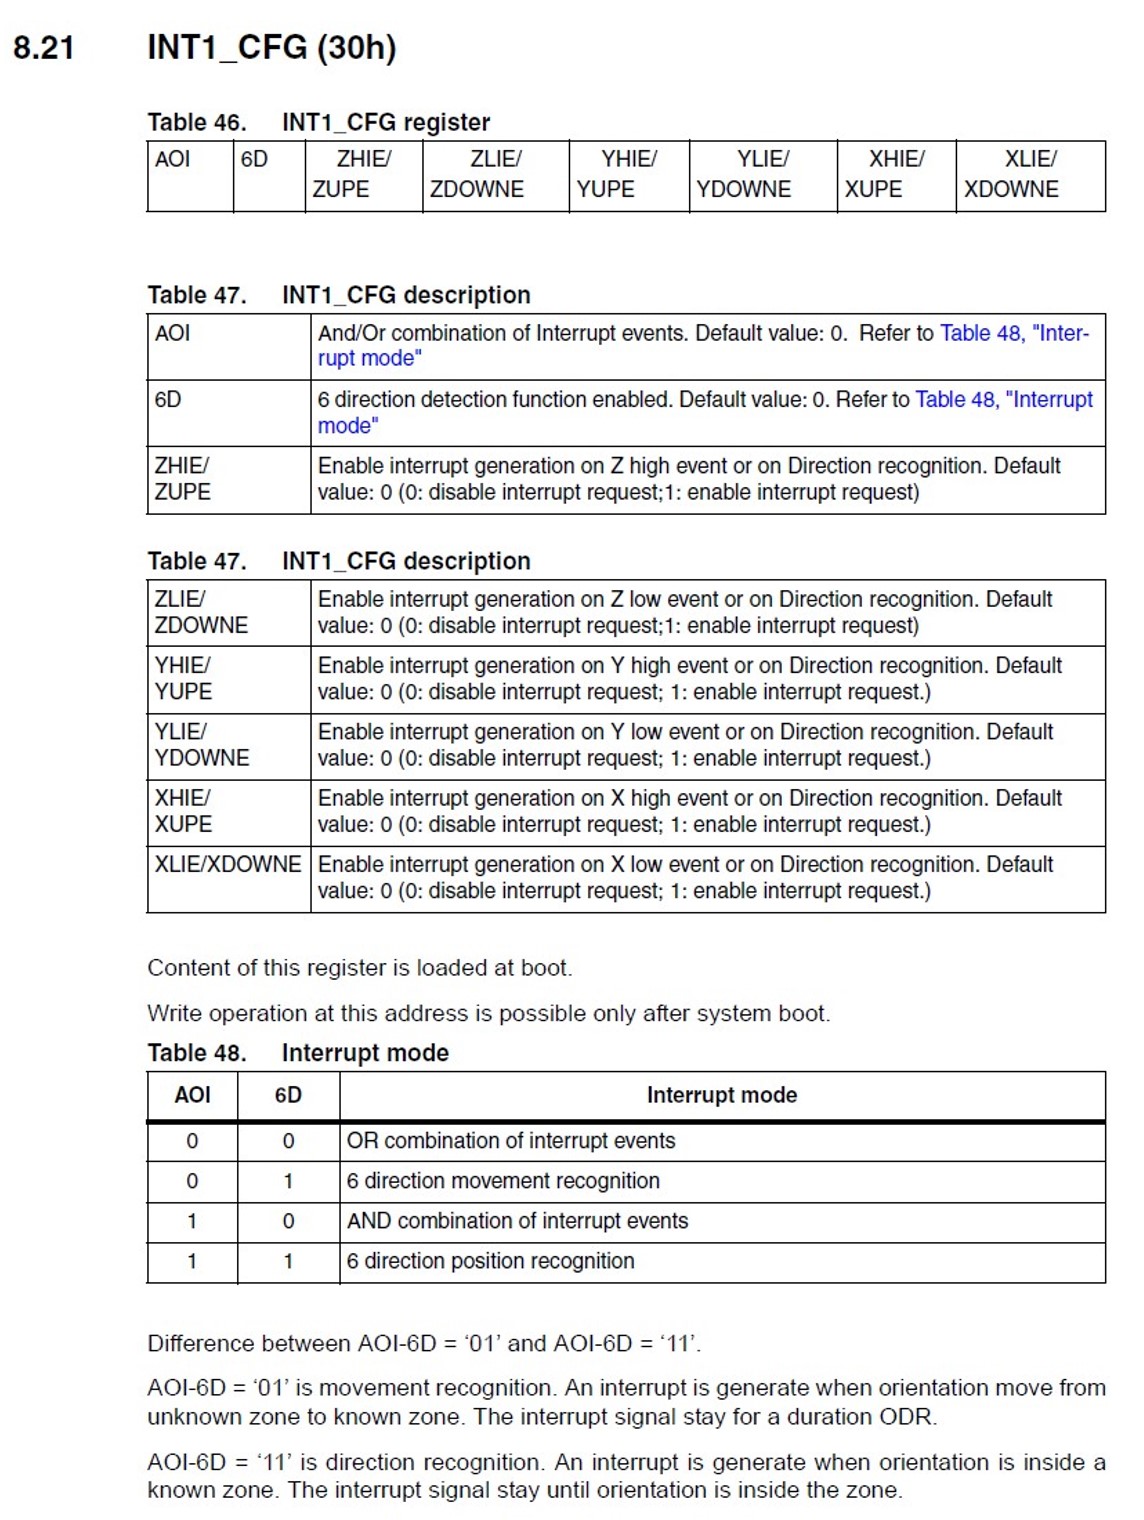 8.21 INT1_CFG (30h)
Table 46. INT1_CFG register
AOI 6D ZHIE/ ZLIE/ YHIE/ YLIE/ XHIE/ XLIE/
ZUPE ZDOWNE YUPE YDOWNE XUPE XDOWNE
Table 47. INT1_CFG description
AOI And/Or combination of Interrupt events. Default value: 0. Refer to Table 48, "Inter-
rupt mode"
6D 6 direction detection function enabled. Default value: 0. Refer to Table 48, "Interrupt
mode"
ZHIE/ Enable interrupt generation on Z high event or on Direction recognition. Default
ZUPE value: 0 (0: disable interrupt request;1: enable interrupt request)
Table 47. INT1_CFG description
ZLIE/ Enable interrupt generation on Z low event or on Direction recognition. Default
ZDOWNE value: 0 (0: disable interrupt request;1: enable interrupt request)
YHIE/ Enable interrupt generation on Y high event or on Direction recognition. Default
YUPE value: 0 (0: disable interrupt request; 1: enable interrupt request.)
YLIE/ Enable interrupt generation on Y low event or on Direction recognition. Default
YDOWNE value: 0 (0: disable interrupt request; 1: enable interrupt request.)
XHIE/ Enable interrupt generation on X high event or on Direction recognition. Default
XUPE value: 0 (0: disable interrupt request; 1: enable interrupt request.)
XLIE/XDOWNE Enable interrupt generation on X low event or on Direction recognition. Default
value: 0 (0: disable interrupt request; 1: enable interrupt request.)
Content of this register is loaded at boot.
Write operation at this address is possible only after system boot.
Table 48. Interrupt mode
AOI 6D Interrupt mode
0 0 OR combination of interrupt events
0 1 6 direction movement recognition
1 0 AND combination of interrupt events
1 1 6 direction position recognition
Difference between AOI-6D = ‘01’ and AOI-6D = ‘11’.
AOI-6D = ‘01’ is movement recognition. An interrupt is generate when orientation move from
unknown zone to known zone. The interrupt signal stay for a duration ODR.
AOI-6D = ‘11’ is direction recognition. An interrupt is generate when orientation is inside a
known zone. The interrupt signal stay until orientation is inside the zone.